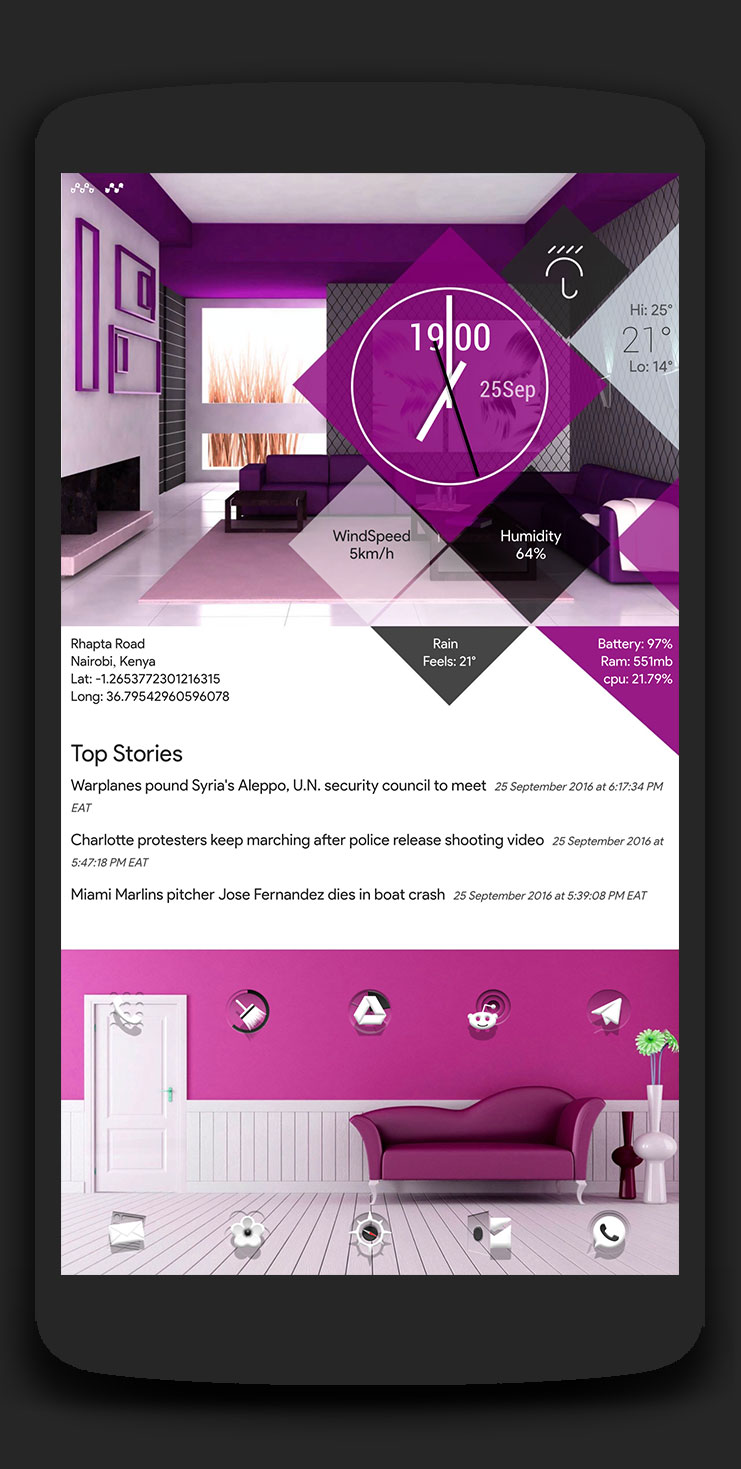 19:00
25Sep
Hi: 25°
21°
Lo: 14°
WindSpeed
5km/h
Humidity
64%
Rhapta Road
Nairobi, Kenya
Lat: -1.2653772301216315
Long: 36.79542960596078
Rain
Feels: 21°
Battery: 97%
Ram: 551mb
cpu: 21.79%
Top Stories
Warplanes pound Syria's Aleppo, U.N. security council to meet 25 September 2016 at 6:17:34 PM
EAT
Charlotte protesters keep marching after police release shooting video 25 September 2016 at
5:47:18 PM EAT
Miami Marlins pitcher Jose Fernandez dies in boat crash 25 September 2016 at 5:39:08 PM EAT